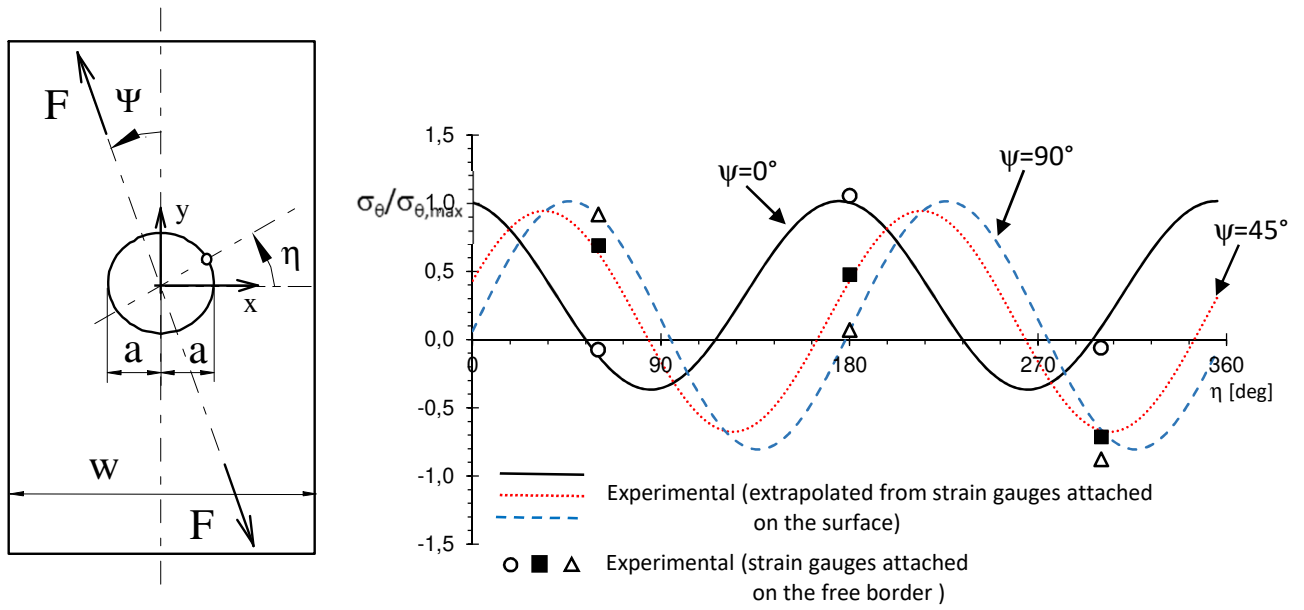 F
Ψ
y
η
x
a
a
w
F
1,5
1,0
0,5
0,0
-0,5
-1,0
-1,5
σθ/σθ,max
0
90
180
270
360
η [deg]
ψ=0°
ψ=90°
ψ=45°
Experimental (extrapolated from strain gauges attached
on the surface)
Experimental (strain gauges attached
on the free border )